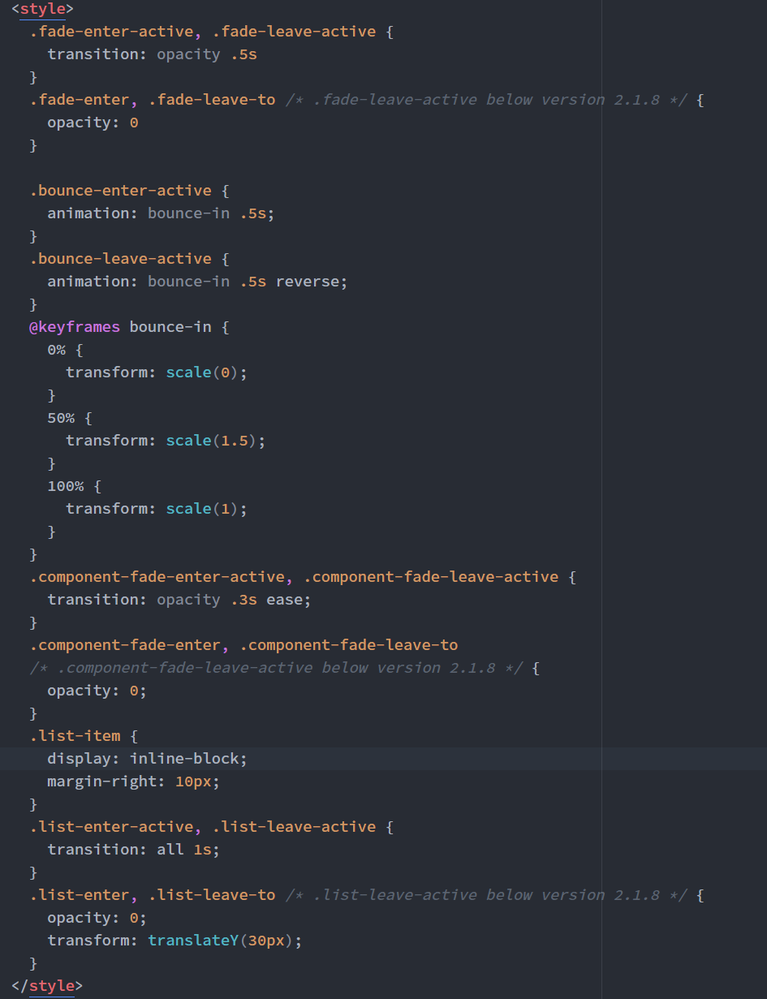 <style>
  .fade-enter-active, .fade-leave-active {
    transition: opacity .5s
  }
  .fade-enter, .fade-leave-to /* .fade-leave-active below version 2.1.8 */ {
    opacity: 0
  }

  .bounce-enter-active {
    animation: bounce-in .5s;
  }
  .bounce-leave-active {
    animation: bounce-in .5s reverse;
  }
  @keyframes bounce-in {
    0% {
      transform: scale(0);
    }
    50% {
      transform: scale(1.5);
    }
    100% {
      transform: scale(1);
    }
  }
  .component-fade-enter-active, .component-fade-leave-active {
    transition: opacity .3s ease;
  }
  .component-fade-enter, .component-fade-leave-to
  /* .component-fade-leave-active below version 2.1.8 */ {
    opacity: 0;
  }
  .list-item {
    display: inline-block;
    margin-right: 10px;
  }
  .list-enter-active, .list-leave-active {
    transition: all 1s;
  }
  .list-enter, .list-leave-to /* .list-leave-active below version 2.1.8 */ {
    opacity: 0;
    transform: translateY(30px);
  }
</style>